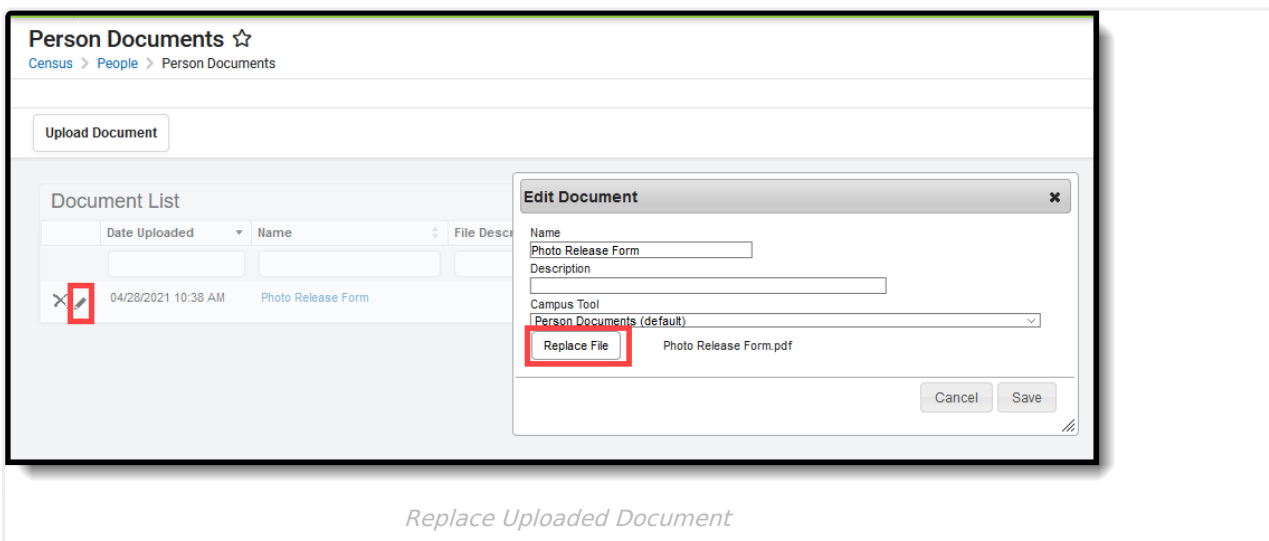 Person Documents
Census > People > Person Documents
Upload Document
Document List
Date Uploaded Name File Descr
04/28/2021 10:38 AM Photo Release Form
Edit Document
Name
Photo Release Form
Description
Campus Tool
Person Documents (default)
Replace File Photo Release Form.pdf
Cancel Save
Replace Uploaded Document